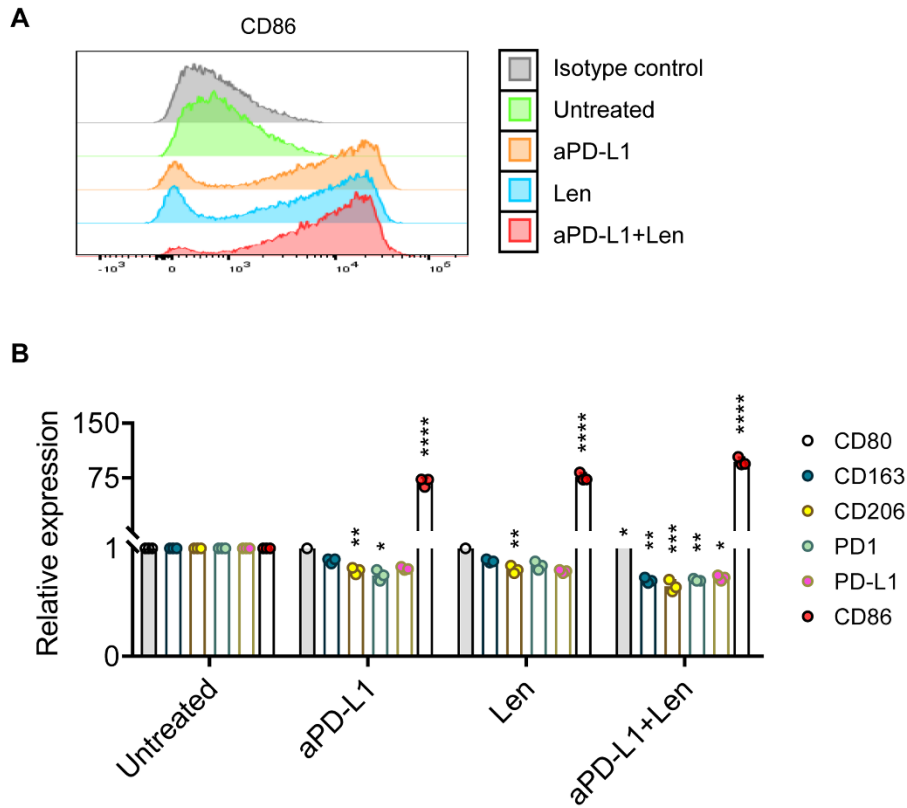 A
CD86
Isotype control
Untreated
aPD-L1
Len
aPD-L1+Len
-10³ 0 10³ 10⁴ 10⁵
B
Relative expression
150
75
1
0
****
****
****
**
*
**
*
**
***
**
*
Untreated
aPD-L1
Len
aPD-L1+Len
CD80
CD163
CD206
PD1
PD-L1
CD86